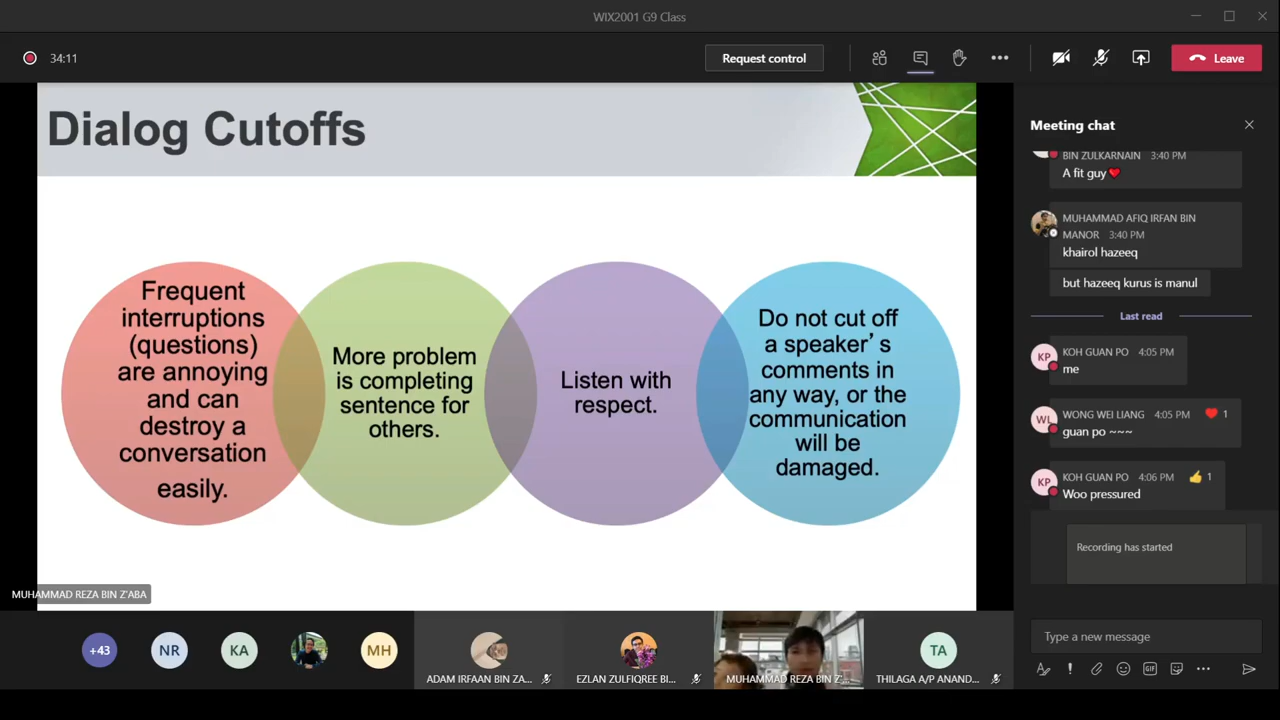 WIX2001 G9 Class
34:11
Request control
Leave
Dialog Cutoffs
Frequent
interruptions
(questions)
are annoying
and can
destroy a
conversation
easily.
More problem
is completing
sentence for
others.
Listen with
respect.
Do not cut off
a speaker’s
comments in
any way, or the
communication
will be
damaged.
MUHAMMAD REZA BIN Z'ABA
+43
NR
KA
MH
ADAM IRFAAN BIN ZA...
EZLAN ZULFIQREE BI...
MUHAMMAD REZA BIN Z'...
TA
THILAGA A/P ANAND...
Meeting chat
BIN ZULKARNAIN 3:40 PM
A fit guy❤
MUHAMMAD AFIQ IRFAN BIN
MANOR 3:40 PM
khairol hazeeq
but hazeeq kurus is manul
Last read
KP
KOH GUAN PO 4:05 PM
me
WL
WONG WEI LIANG 4:05 PM ❤ 1
guan po ~~~
KP
KOH GUAN PO 4:06 PM 👍 1
Woo pressured
Recording has started
Type a new message
GIF